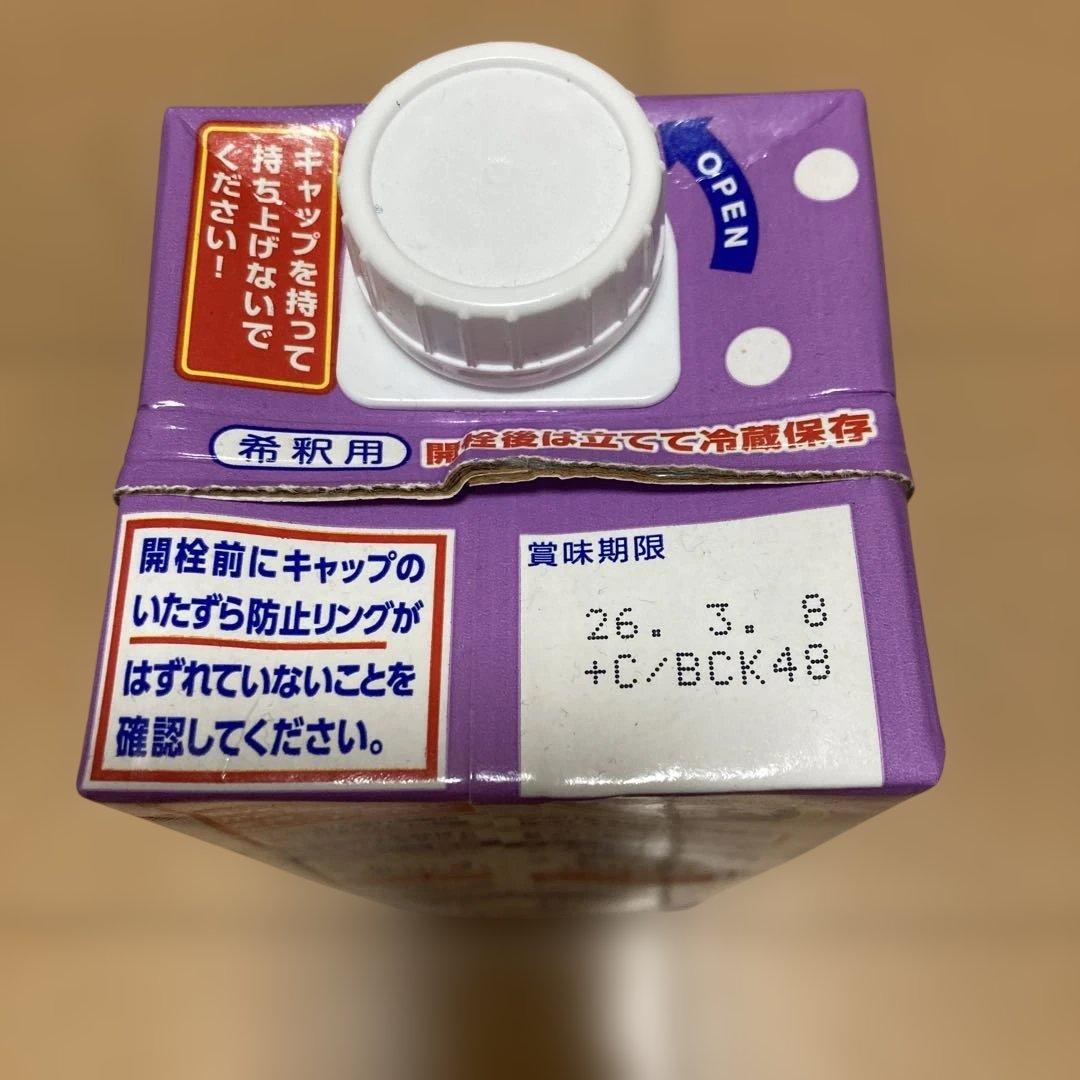 キャップを持って
持ち上げないで
ください！
OPEN
希釈用
開栓後は立てて冷蔵保存
開栓前にキャップの
いたずら防止リングが
はずれていないことを
確認してください。
賞味期限
26. 3. 8
+C/BCK48